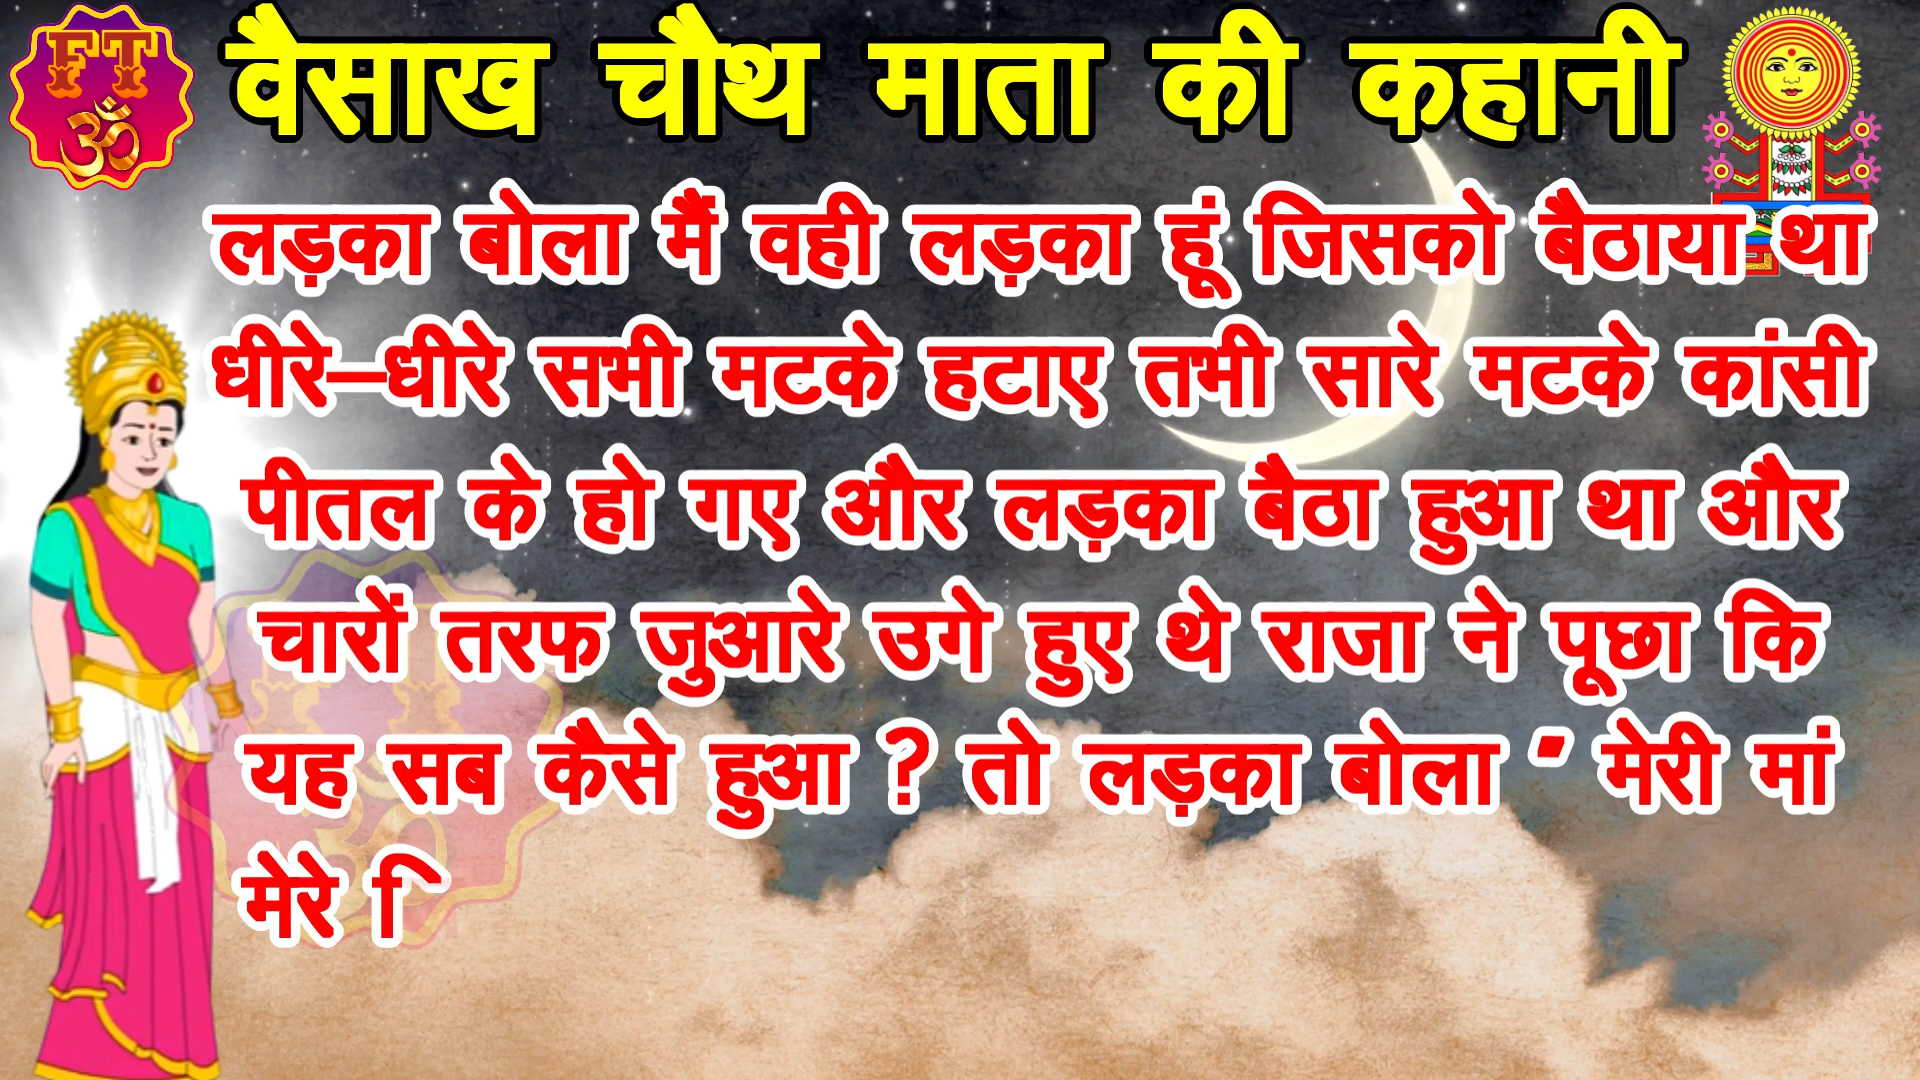 FT
ॐ
वैसाख चौथ माता की कहानी
लड़का बोला मैं वही लड़का हूं जिसको बैठाया था
धीरे–धीरे सभी मटके हटाए तभी सारे मटके कांसी
पीतल के हो गए और लड़का बैठा हुआ था और
चारों तरफ जुआरे उगे हुए थे राजा ने पूछा कि
यह सब कैसे हुआ ? तो लड़का बोला " मेरी मां
मेरे ि